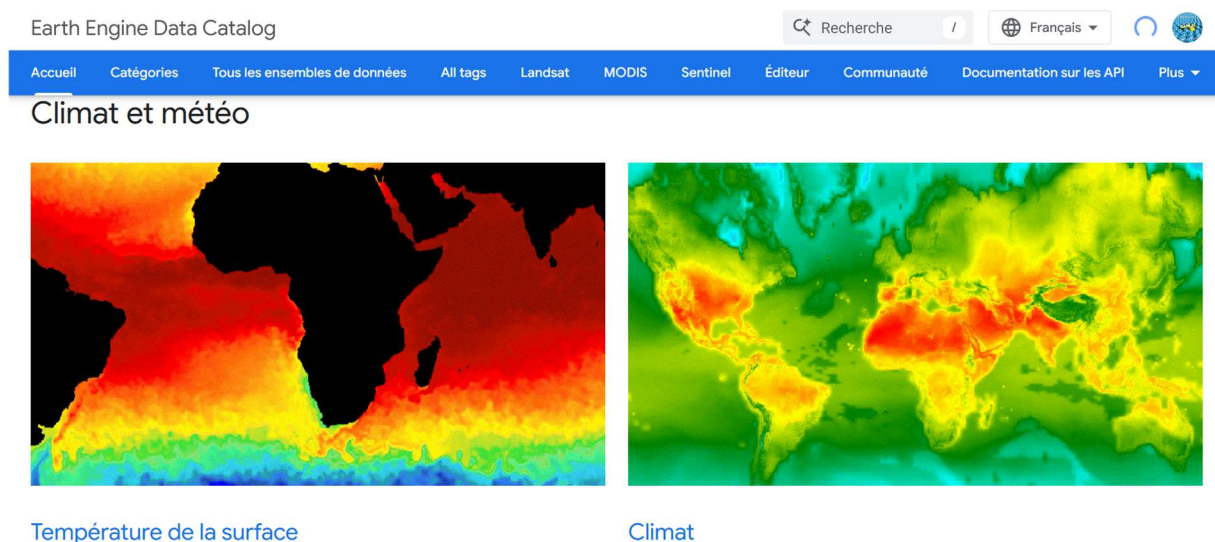 Earth Engine Data Catalog
Recherche /
Français
Accueil Catégories Tous les ensembles de données All tags Landsat MODIS Sentinel Éditeur Communauté Documentation sur les API Plus
Climat et météo
Température de la surface Climat